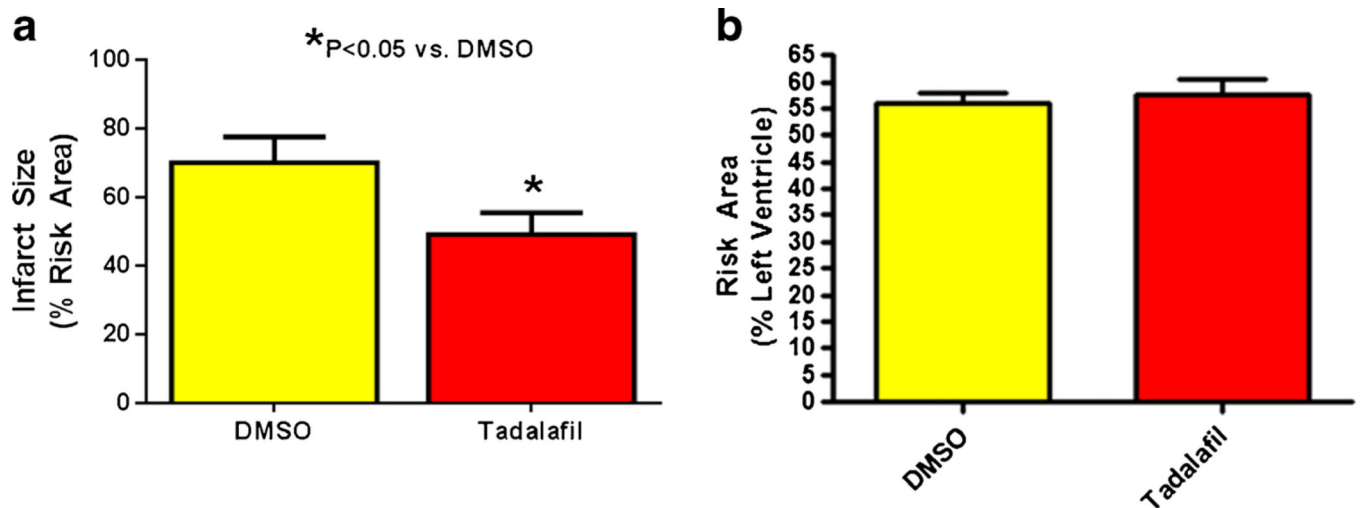 a
*P<0.05 vs. DMSO
Infarct Size
(% Risk Area)
100
80
60
40
20
0
*
DMSO
Tadalafil
b
Risk Area
(% Left Ventricle)
65
60
55
50
45
40
35
30
25
20
15
10
5
0
DMSO
Tadalafil